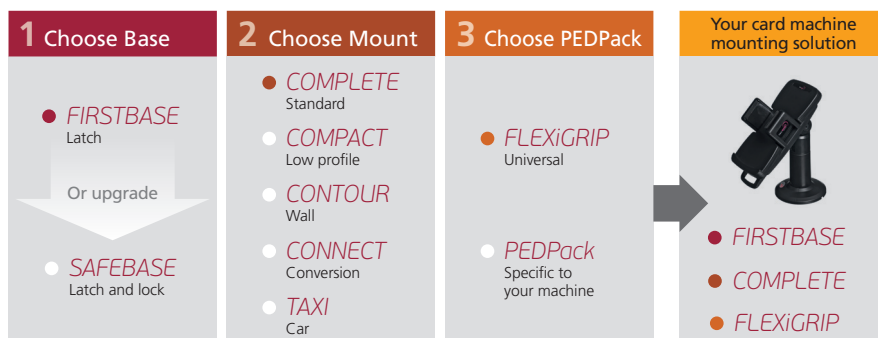 1 Choose Base
FIRSTBASE
Latch
Or upgrade
SAFEBASE
Latch and lock
2 Choose Mount
COMPLETE
Standard
COMPACT
Low profile
CONTOUR
Wall
CONNECT
Conversion
TAXI
Car
3 Choose PEDPack
FLEXiGRIP
Universal
PEDPack
Specific to
your machine
Your card machine
mounting solution
FIRSTBASE
COMPLETE
FLEXiGRIP